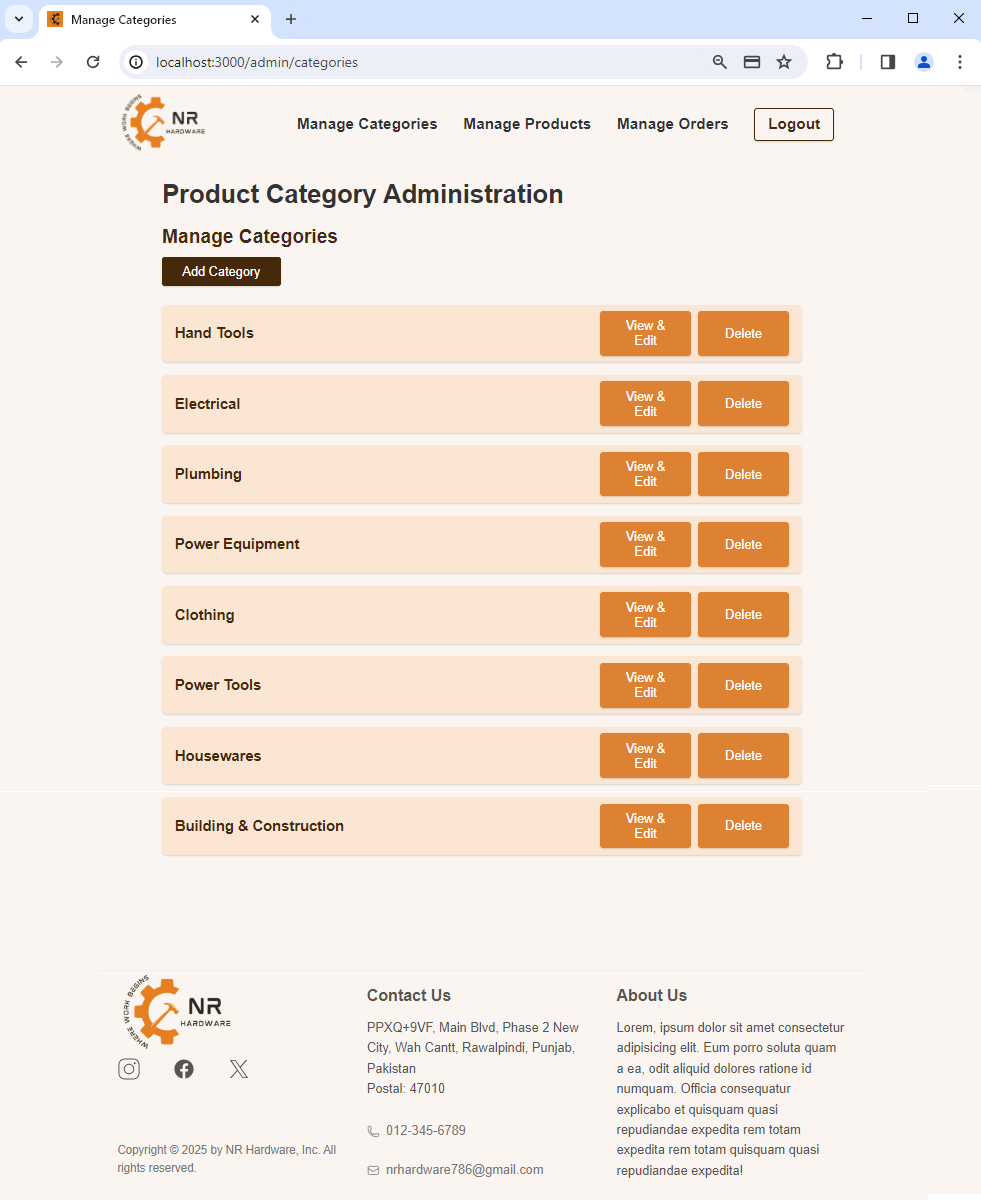 Manage Categories
localhost:3000/admin/categories
WHERE WORK BEGINS
NR
HARDWARE
Manage Categories
Manage Products
Manage Orders
Logout
Product Category Administration
Manage Categories
Add Category
Hand Tools
View &
Edit
Delete
Electrical
View &
Edit
Delete
Plumbing
View &
Edit
Delete
Power Equipment
View &
Edit
Delete
Clothing
View &
Edit
Delete
Power Tools
View &
Edit
Delete
Housewares
View &
Edit
Delete
Building & Construction
View &
Edit
Delete
WHERE WORK BEGINS
NR
HARDWARE
Copyright © 2025 by NR Hardware, Inc. All
rights reserved.
Contact Us
PPXQ+9VF, Main Blvd, Phase 2 New
City, Wah Cantt, Rawalpindi, Punjab,
Pakistan
Postal: 47010
012-345-6789
nrhardware786@gmail.com
About Us
Lorem, ipsum dolor sit amet consectetur
adipisicing elit. Eum porro soluta quam
a ea, odit aliquid dolores ratione id
numquam. Officia consequatur
explicabo et quisquam quasi
repudiandae expedita rem totam
expedita rem totam quisquam quasi
repudiandae expedita!